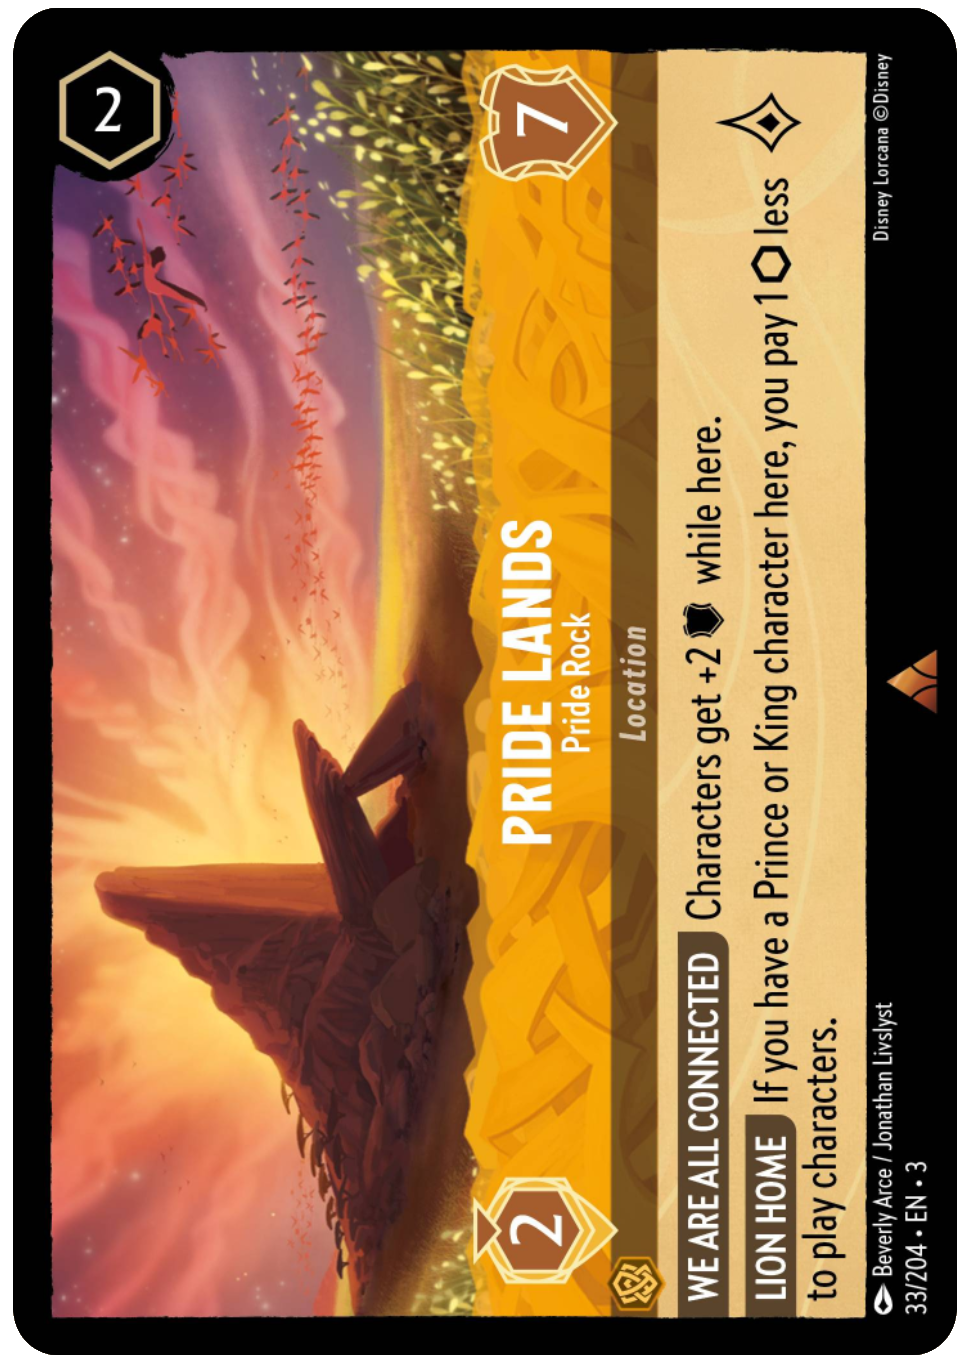 2
PRIDE LANDS
Pride Rock
2
7
Location
WE ARE ALL CONNECTED Characters get +2 while here.
LION HOME If you have a Prince or King character here, you pay 1 less
to play characters.
Beverly Arce / Jonathan Livslyst
33/204 • EN • 3
Disney Lorcana ©Disney